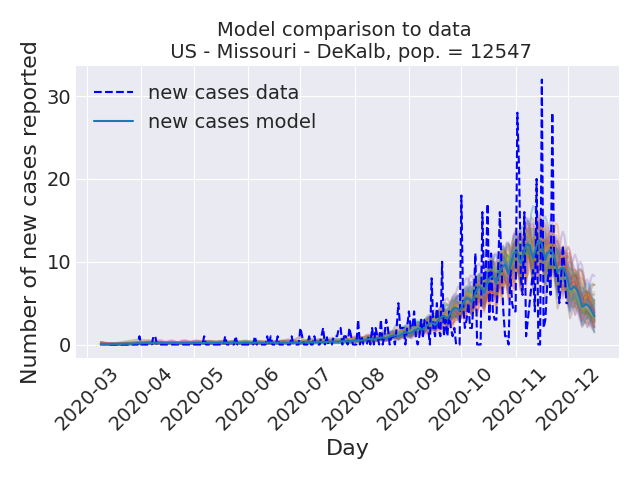 Model comparison to data
US - Missouri - DeKalb, pop. = 12547
Number of new cases reported
30
20
10
0
new cases data
new cases model
2020-03
2020-04
2020-05
2020-06
2020-07
2020-08
2020-09
2020-10
2020-11
2020-12
Day